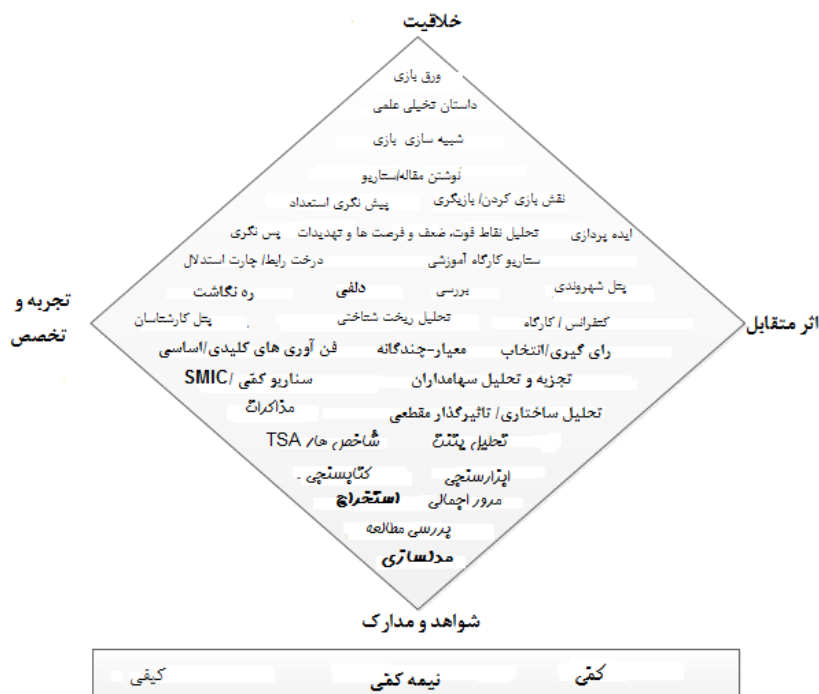 خلاقیت
ورق بازی
داستان تخیلی علمی
شبیه سازی بازی
نوشتن مقاله/سناریو
نقش بازی کردن/ بازیگری پیش نگری استعداد
ایده پردازی تحلیل نقاط قوت، ضعف و فرصت ها و تهدیدات پس نگری
سناریو کارگاه آموزشی درخت رابط/ چارت استدلال
پنل شهروندی بررسی دلفی ره نگاشت
تجربه و تخصص
اثر متقابل
کنفرانس / کارگاه تحلیل ریخت شناختی پنل کارشناسان
رای گیری/انتخاب معیار-چندگانه فن آوری های کلیدی/اساسی
تجزیه و تحلیل سهامداران سناریو کمّی /SMIC
تحلیل ساختاری/ تاثیرگذار مقطعی مذاکرات
تحلیل پتنت شاخص ها/ TSA
ابزارسنجی کتابسنجی .
مرور اجمالی استخراج
بررسی مطالعه
مدلسازی
شواهد و مدارک
کمّی نیمه کمّی کیفی